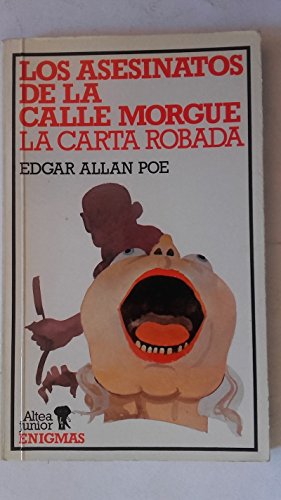 LOS ASESINATOS
DE LA
CALLE MORGUE
LA CARTA ROBADA
EDGAR ALLAN POE
Altea
junior
ENIGMAS